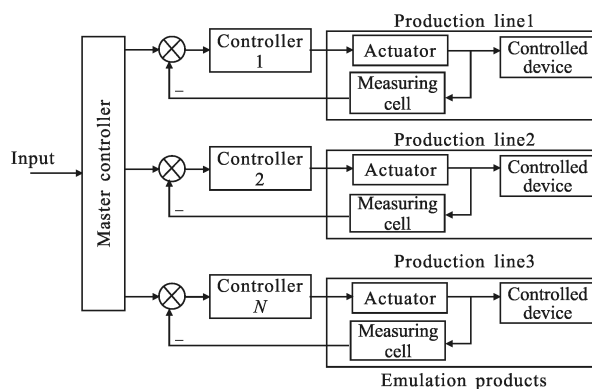 Production line1
Controller
1
Actuator
Controlled
device
Measuring
cell
–
Input
Master controller
Production line2
Controller
2
Actuator
Controlled
device
Measuring
cell
–
Production line3
Controller
N
Actuator
Controlled
device
Measuring
cell
–
Emulation products